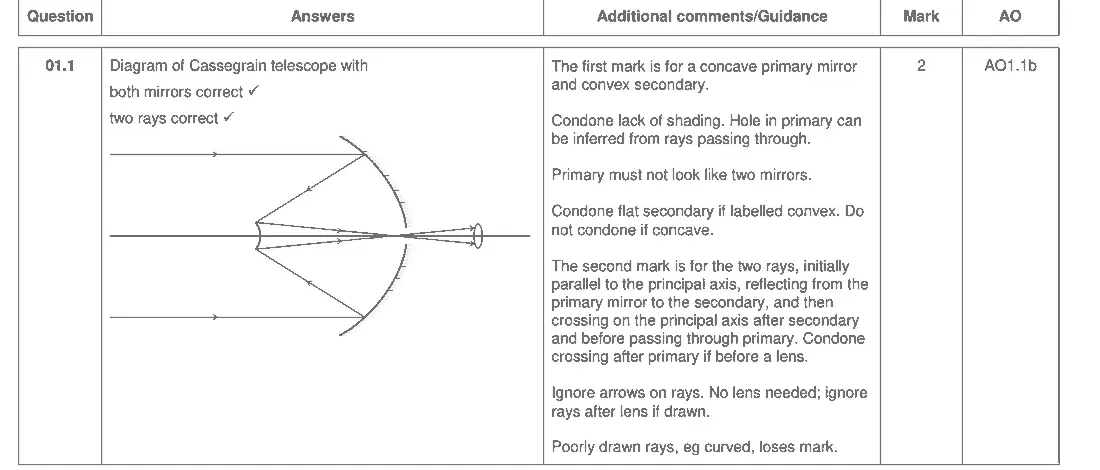 Question Answers Additional comments/Guidance Mark AO
01.1 Diagram of Cassegrain telescope with
both mirrors correct ✓
two rays correct ✓
The first mark is for a concave primary mirror
and convex secondary.
Condone lack of shading. Hole in primary can
be inferred from rays passing through.
Primary must not look like two mirrors.
Condone flat secondary if labelled convex. Do
not condone if concave.
The second mark is for the two rays, initially
parallel to the principal axis, reflecting from the
primary mirror to the secondary, and then
crossing on the principal axis after secondary
and before passing through primary. Condone
crossing after primary if before a lens.
Ignore arrows on rays. No lens needed; ignore
rays after lens if drawn.
Poorly drawn rays, eg curved, loses mark.
2
AO1.1b